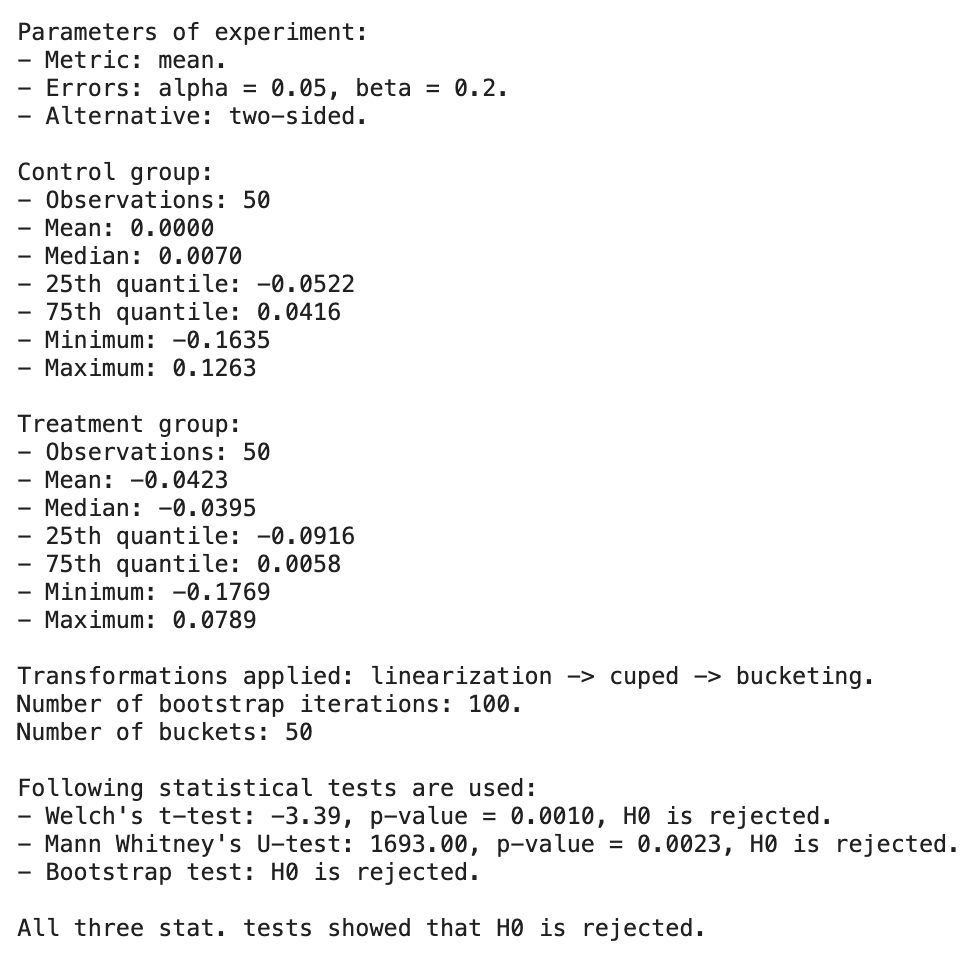 Parameters of experiment:
- Metric: mean.
- Errors: alpha = 0.05, beta = 0.2.
- Alternative: two-sided.
Control group:
- Observations: 50
- Mean: 0.0000
- Median: 0.0070
- 25th quantile: -0.0522
- 75th quantile: 0.0416
- Minimum: -0.1635
- Maximum: 0.1263
Treatment group:
- Observations: 50
- Mean: -0.0423
- Median: -0.0395
- 25th quantile: -0.0916
- 75th quantile: 0.0058
- Minimum: -0.1769
- Maximum: 0.0789
Transformations applied: linearization -> cuped -> bucketing.
Number of bootstrap iterations: 100.
Number of buckets: 50
Following statistical tests are used:
- Welch's t-test: -3.39, p-value = 0.0010, H0 is rejected.
- Mann Whitney's U-test: 1693.00, p-value = 0.0023, H0 is rejected.
- Bootstrap test: H0 is rejected.
All three stat. tests showed that H0 is rejected.